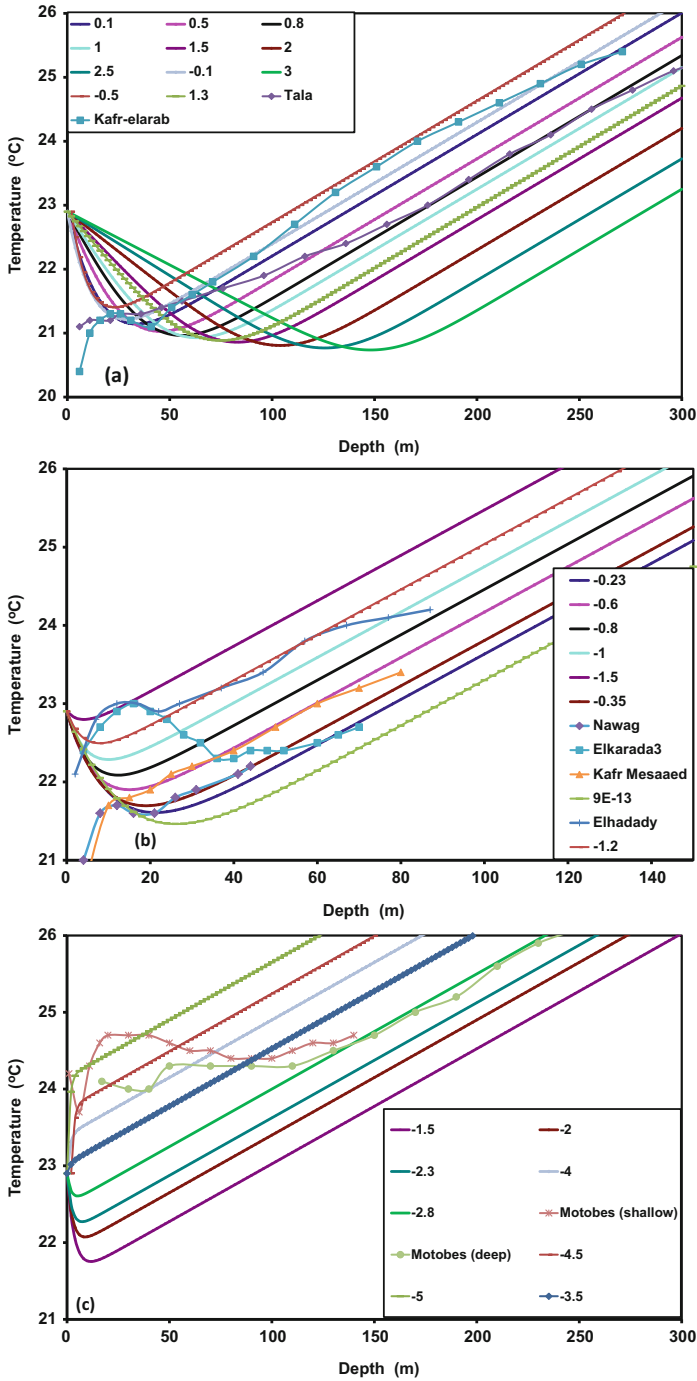 26
25
24
23
22
21
20
Temperature (ºC)
0.1 0.5 0.8
1 1.5 2
2.5 -0.1 3
-0.5 1.3 Tala
Kafr-elarab
(a)
0 50 100 150 200 250 300
Depth (m)
26
25
24
23
22
21
Temperature (ºC)
-0.23
-0.6
-0.8
-1
-1.5
-0.35
Nawag
Elkarada3
Kafr Mesaaed
9E-13
Elhadady
-1.2
(b)
0 20 40 60 80 100 120 140
Depth (m)
26
25
24
23
22
21
Temperature (ºC)
-1.5 -2
-2.3 -4
-2.8 Motobes (shallow)
Motobes (deep) -4.5
-5 -3.5
(c)
0 50 100 150 200 250 300
Depth (m)